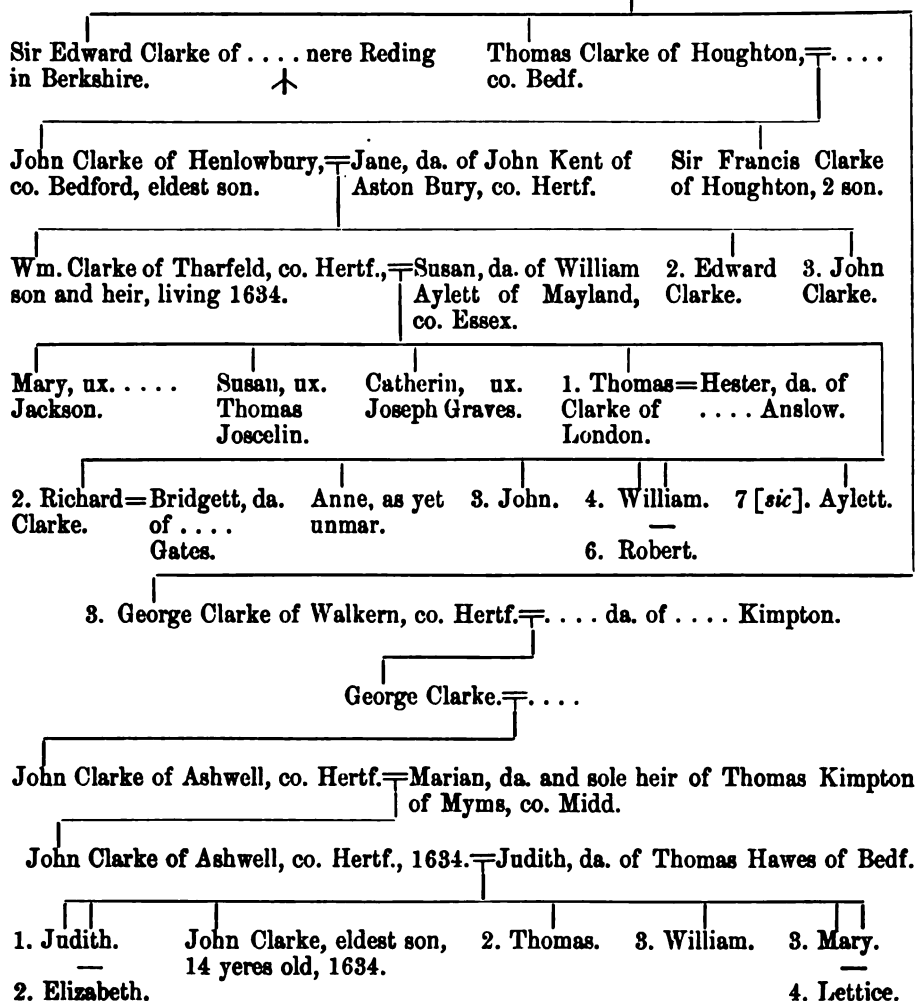 Sir Edward Clarke of . . . . nere Reding
in Berkshire.
Thomas Clarke of Houghton,= . . . .
co. Bedf.
John Clarke of Henlowbury,=Jane, da. of John Kent of
co. Bedford, eldest son.
Aston Bury, co. Hertf.
Sir Francis Clarke
of Houghton, 2 son.
Wm. Clarke of Tharfeld, co. Hertf.,=Susan, da. of William
son and heir, living 1634.
Aylett of Mayland,
co. Essex.
2. Edward
Clarke.
3. John
Clarke.
Mary, ux. . . . . .
Jackson.
Susan, ux.
Thomas
Joscelin.
Catherin, ux.
Joseph Graves.
1. Thomas=Hester, da. of
Clarke of
London.
. . . . Anslow.
2. Richard=Bridgett, da.
Clarke.
of . . . .
Gates.
Anne, as yet
unmar.
3. John.
4. William.
—
6. Robert.
7 [sic]. Aylett.
3. George Clarke of Walkern, co. Hertf.= . . . . da. of . . . . Kimpton.
George Clarke.= . . . .
John Clarke of Ashwell, co. Hertf.=Marian, da. and sole heir of Thomas Kimpton
of Myms, co. Midd.
John Clarke of Ashwell, co. Hertf., 1634.=Judith, da. of Thomas Hawes of Bedf.
1. Judith.
—
2. Elizabeth.
John Clarke, eldest son,
14 yeres old, 1634.
2. Thomas.
3. William.
3. Mary.
—
4. Lettice.